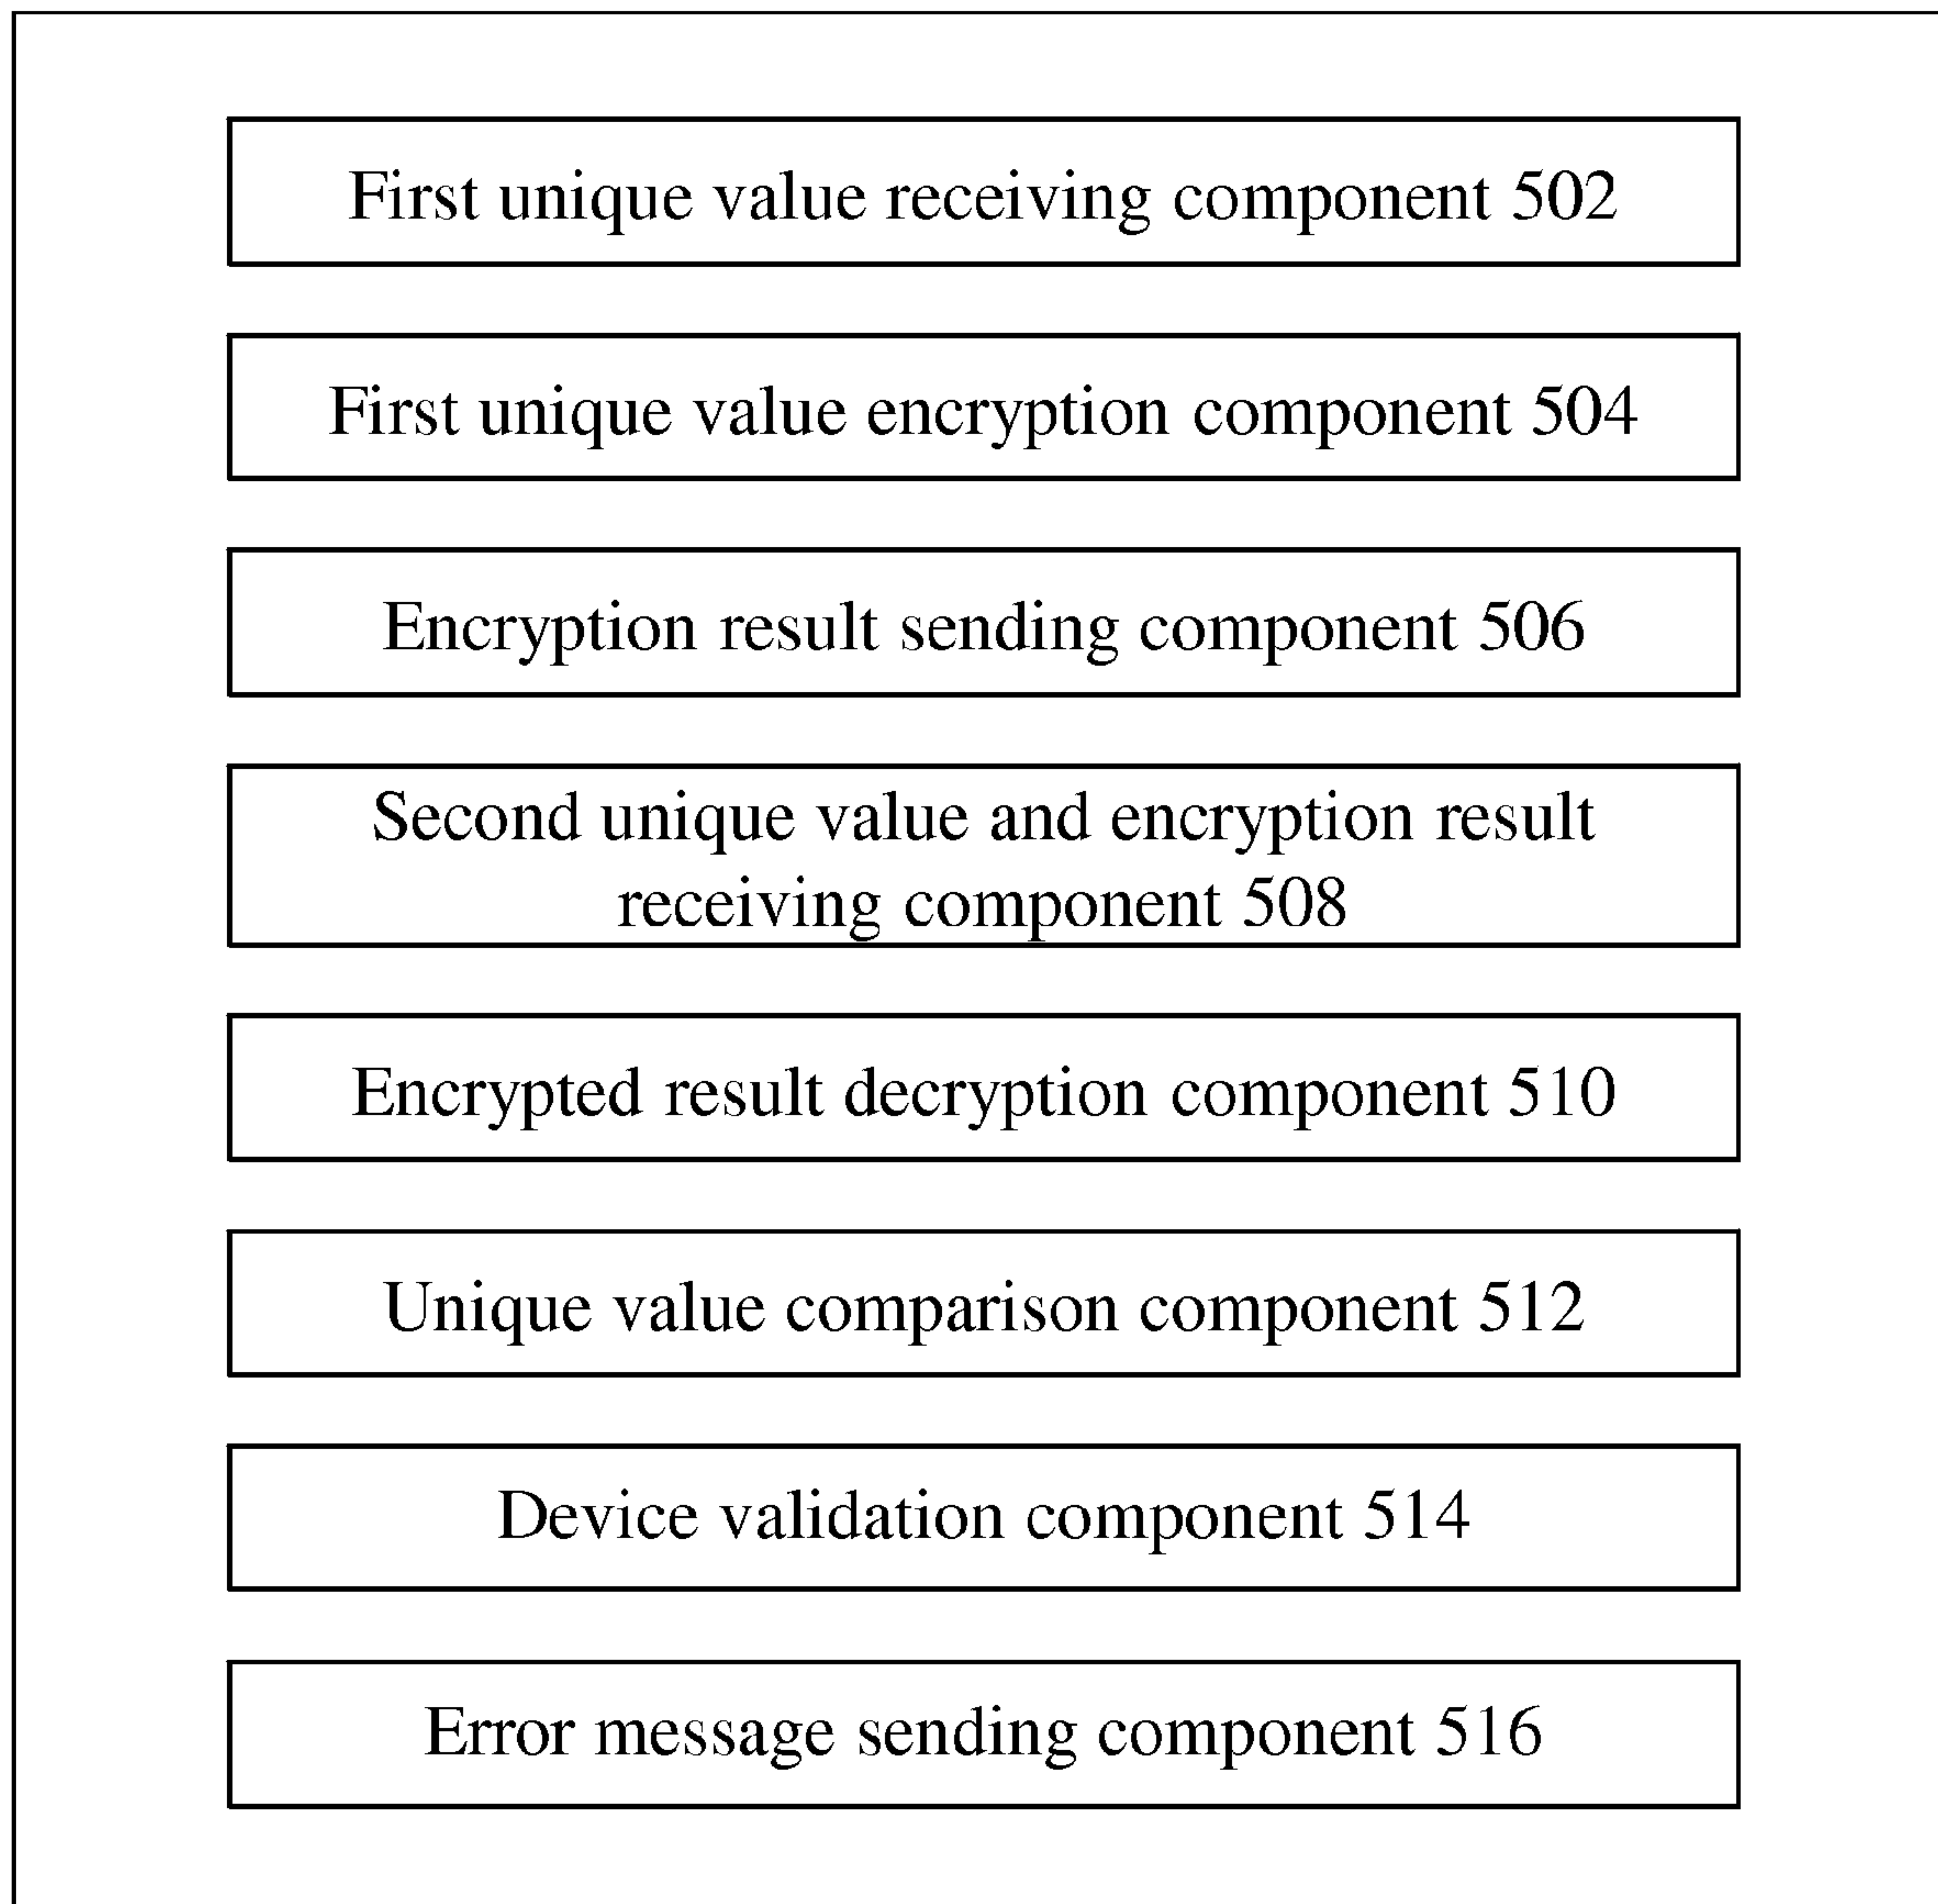 First unique value receiving component 502
First unique value encryption component 504
Encryption result sending component 506
Second unique value and encryption result
receiving component 508
Encrypted result decryption component 510
Unique value comparison component 512
Device validation component 514
Error message sending component 516